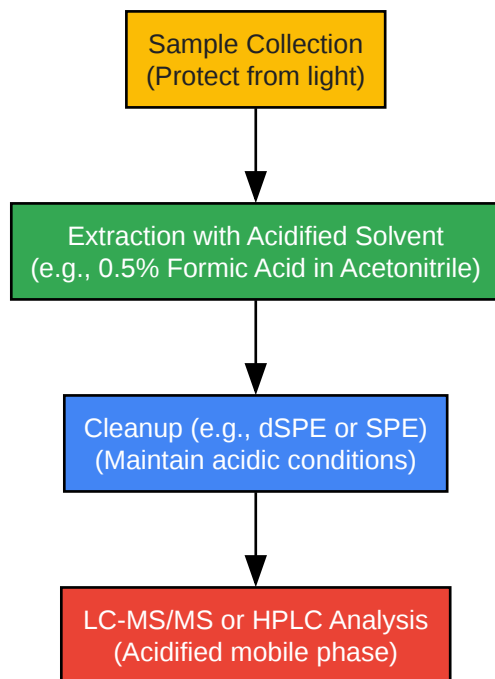 Sample Collection
(Protect from light)
Extraction with Acidified Solvent
(e.g., 0.5% Formic Acid in Acetonitrile)
Cleanup (e.g., dSPE or SPE)
(Maintain acidic conditions)
LC-MS/MS or HPLC Analysis
(Acidified mobile phase)